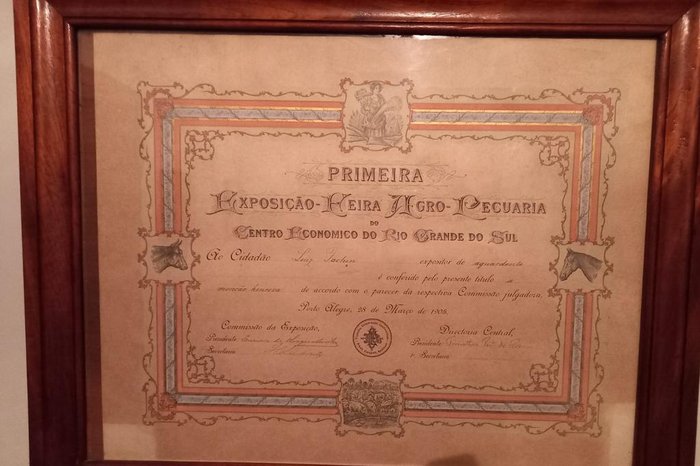 PRIMEIRA
EXPOSIÇÃO-FEIRA AGRO-PECUARIA
DO
CENTRO ECONOMICO DO RIO GRANDE DO SUL
Ao Cidadão Luiz expositor de aguardente
é conferido pelo presente titulo a
menção honrosa de accordo com o parecer da respectiva Commissão julgadora.
Porto Alegre, 28 de Março de 1908.
Commissão da Exposição, Directoria Central,
Presidente Presidente
Secretario 1º Secretario